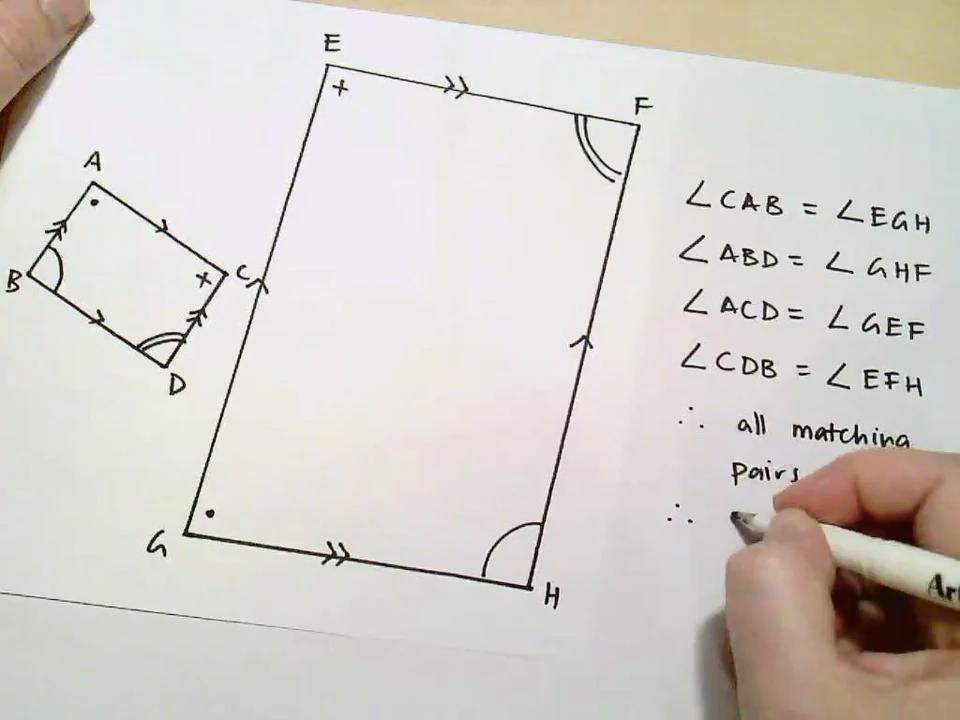 E
F
A
B
C
D
G
H
∠CAB = ∠EGH
∠ABD = ∠GHF
∠ACD = ∠GEF
∠CDB = ∠EFH
∴ all matching
pairs
∴